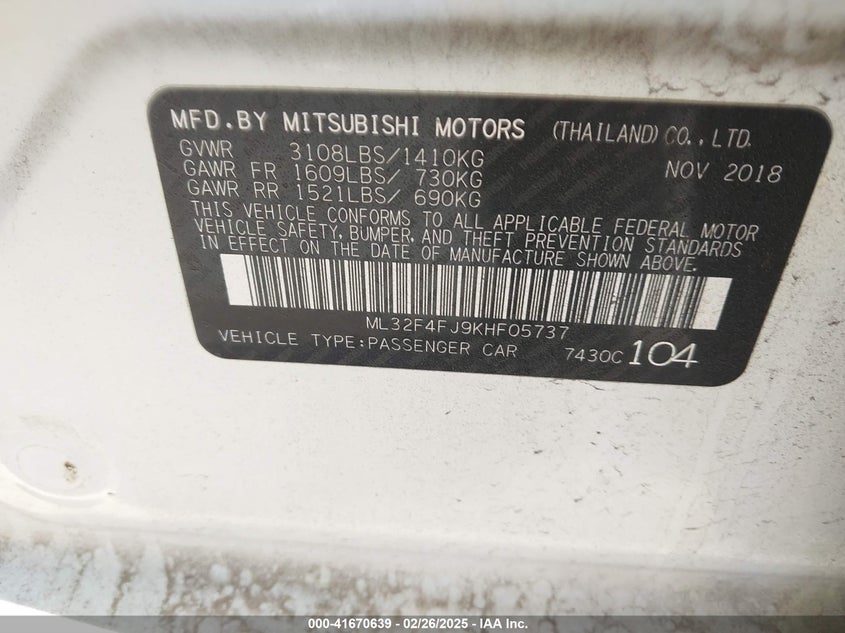 MFD.BY MITSUBISHI MOTORS (THAILAND)CO.,LTD.
GVWR 3108LBS/1410KG NOV 2018
GAWR FR 1609LBS/ 730KG
GAWR RR 1521LBS/ 690KG
THIS VEHICLE CONFORMS TO ALL APPLICABLE FEDERAL MOTOR
VEHICLE SAFETY, BUMPER, AND THEFT PREVENTION STANDARDS
IN EFFECT ON THE DATE OF MANUFACTURE SHOWN ABOVE.
ML32F4FJ9KHF05737
VEHICLE TYPE:PASSENGER CAR 7430C 104
000-41670639 - 02/26/2025 - IAA Inc.